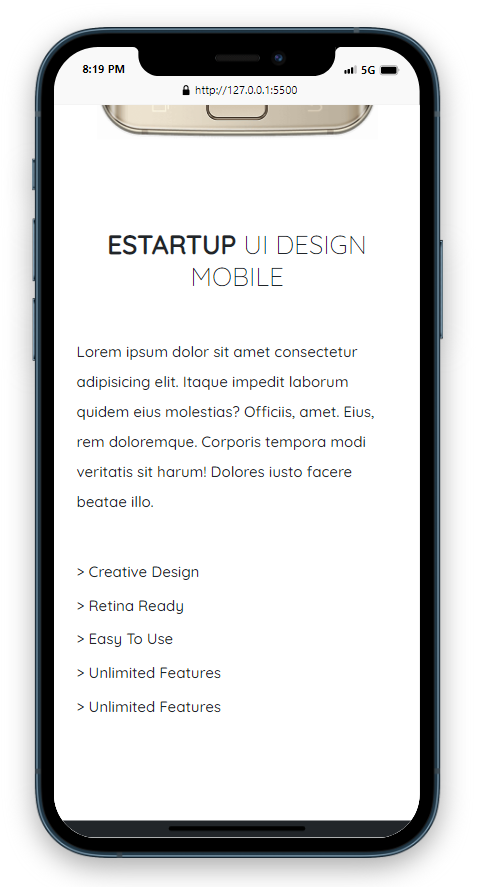 8:19 PM 5G
http://127.0.0.1:5500
ESTARTUP UI DESIGN
MOBILE
Lorem ipsum dolor sit amet consectetur
adipisicing elit. Itaque impedit laborum
quidem eius molestias? Officiis, amet. Eius,
rem doloremque. Corporis tempora modi
veritatis sit harum! Dolores iusto facere
beatae illo.
> Creative Design
> Retina Ready
> Easy To Use
> Unlimited Features
> Unlimited Features